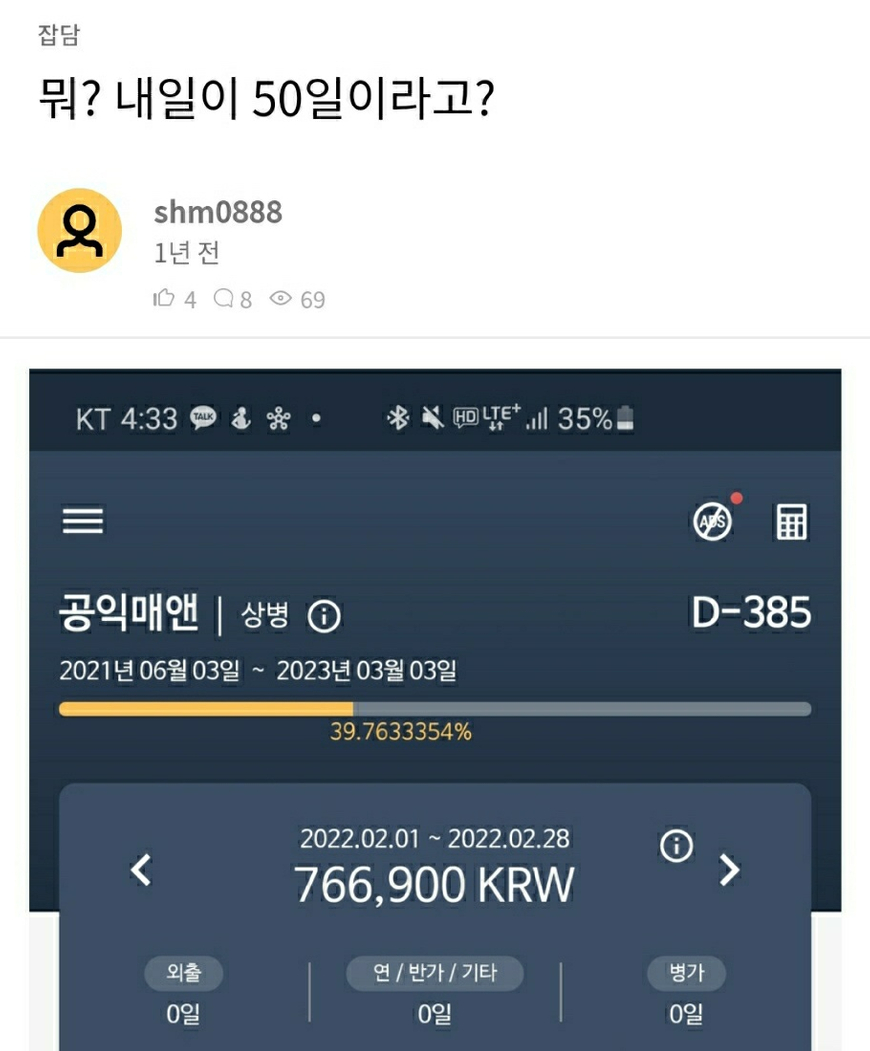 잡담
뭐? 내일이 50일이라고?
shm0888
1년 전
4 8 69
KT 4:33 TALK HD LTE+ 35%
ADS
공익매앤 | 상병 D-385
2021년 06월 03일 ~ 2023년 03월 03일
39.7633354%
2022.02.01 ~ 2022.02.28
766,900 KRW
외출 연 / 반가 / 기타 병가
0일 0일 0일